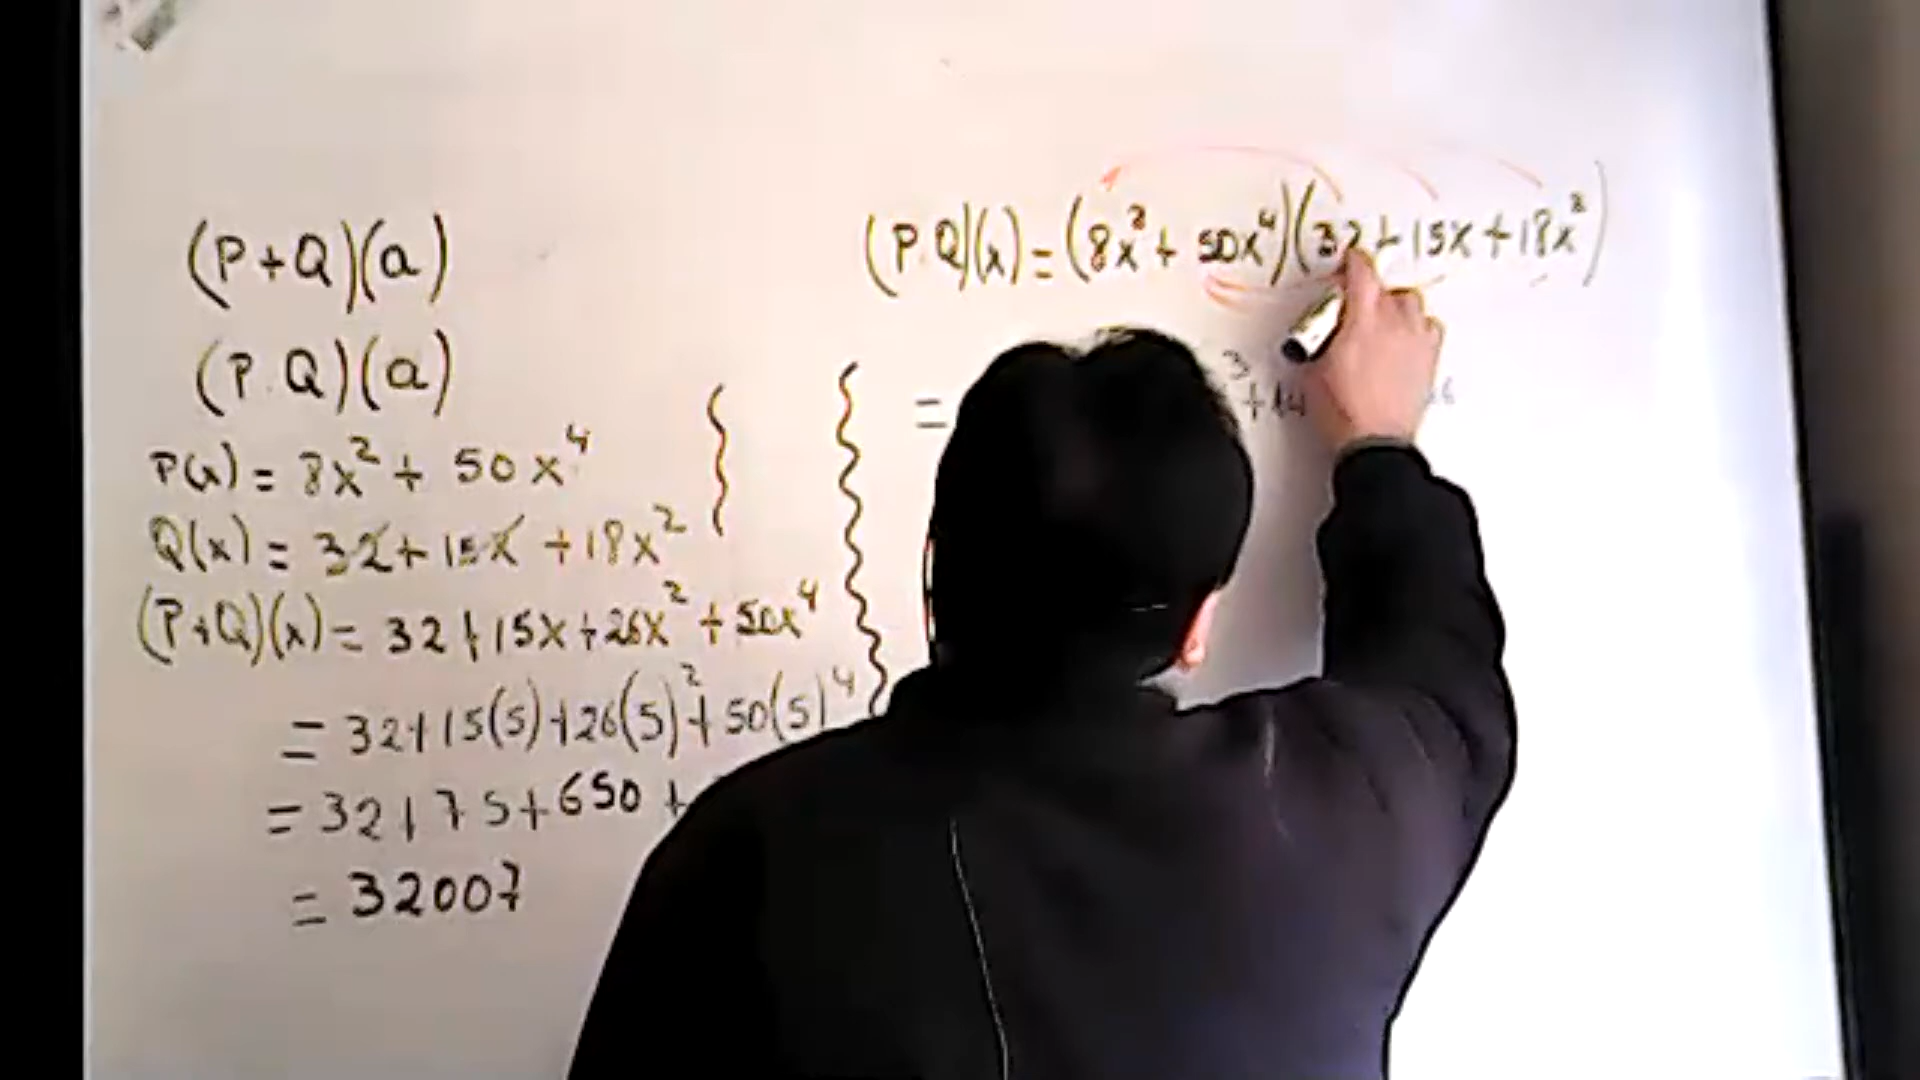 (P+Q)(a)
(P.Q)(a)
P(x) = 8x² + 50x⁴
Q(x) = 32+15x+18x²
(P+Q)(x) = 32+15x+26x²+50x⁴
= 32+15(5)+26(5)²+50(5)⁴
= 32+75+650 +
= 32007
(P.Q)(x) = (8x²+50x⁴)(32+15x+18x²)
=